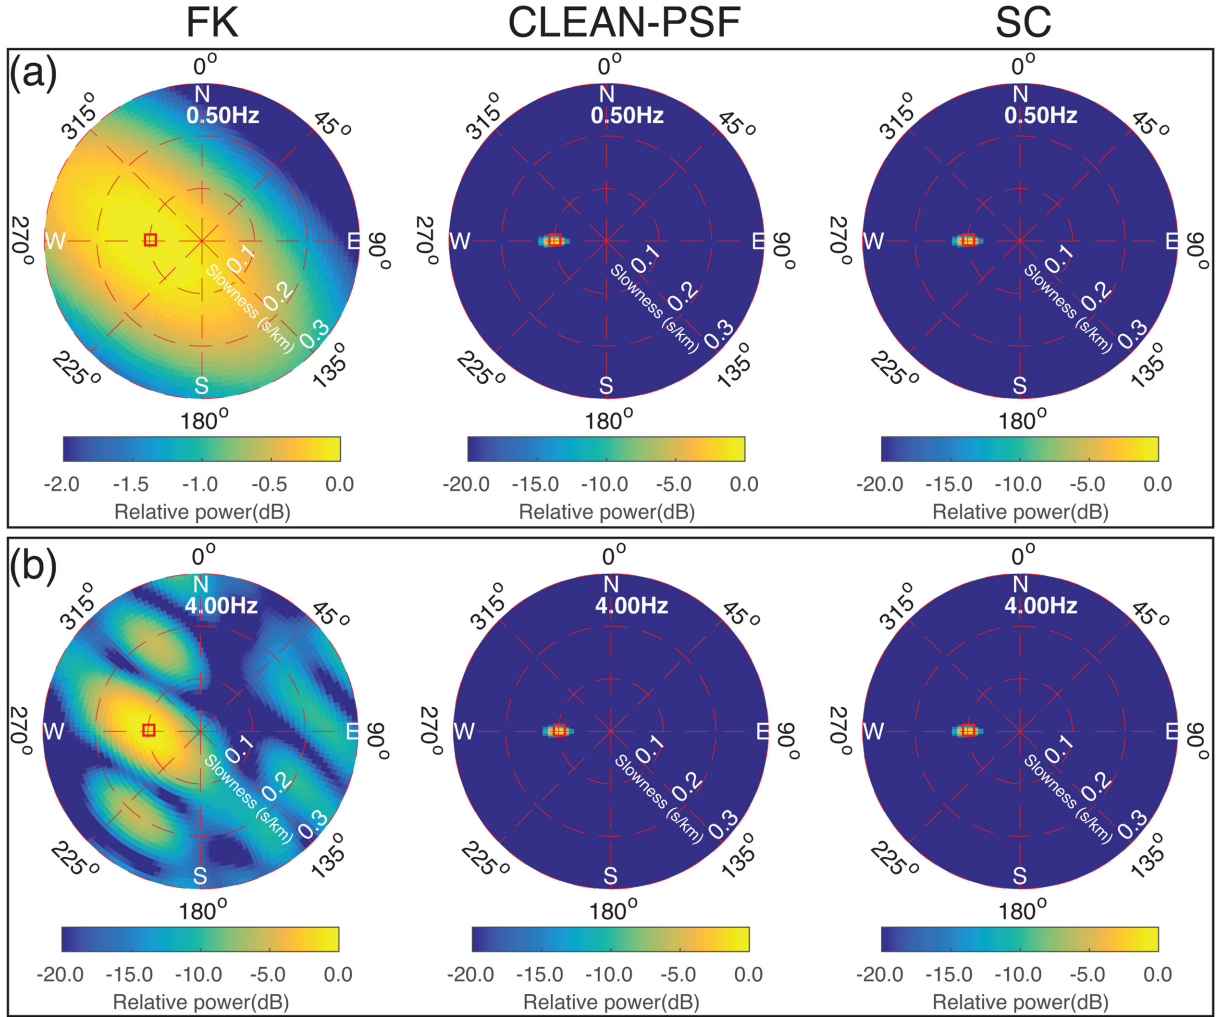 FK CLEAN-PSF SC
(a)
0° 0° 0°
N N N
0.50Hz 0.50Hz 0.50Hz
315° 45° 315° 45° 315° 45°
270° W E 90° 270° W E 90° 270° W E 90°
0.1 0.1 0.1
0.2 0.2 0.2
0.3 0.3 0.3
Slowness (s/km) Slowness (s/km) Slowness (s/km)
225° S 135° 225° S 135° 225° S 135°
180° 180° 180°
-2.0 -1.5 -1.0 -0.5 0.0 -20.0 -15.0 -10.0 -5.0 0.0 -20.0 -15.0 -10.0 -5.0 0.0
Relative power(dB) Relative power(dB) Relative power(dB)
(b)
0° 0° 0°
N N N
4.00Hz 4.00Hz 4.00Hz
315° 45° 315° 45° 315° 45°
270° W E 90° 270° W E 90° 270° W E 90°
0.1 0.1 0.1
0.2 0.2 0.2
0.3 0.3 0.3
Slowness (s/km) Slowness (s/km) Slowness (s/km)
225° S 135° 225° S 135° 225° S 135°
180° 180° 180°
-20.0 -15.0 -10.0 -5.0 0.0 -20.0 -15.0 -10.0 -5.0 0.0 -20.0 -15.0 -10.0 -5.0 0.0
Relative power(dB) Relative power(dB) Relative power(dB)